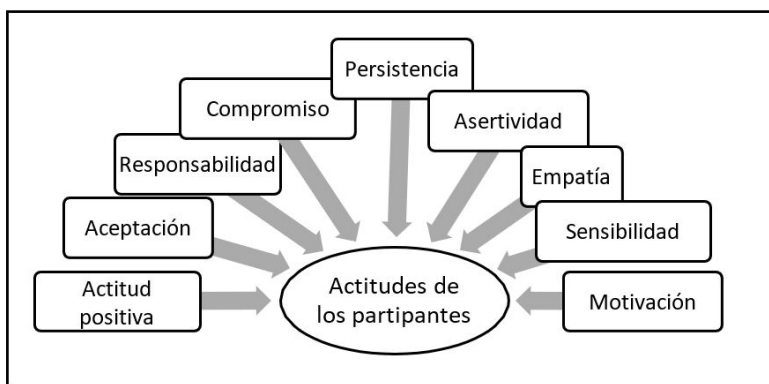 Persistencia
Compromiso
Asertividad
Responsabilidad
Empatía
Aceptación
Sensibilidad
Actitud
positiva
Actitudes de
los partipantes
Motivación